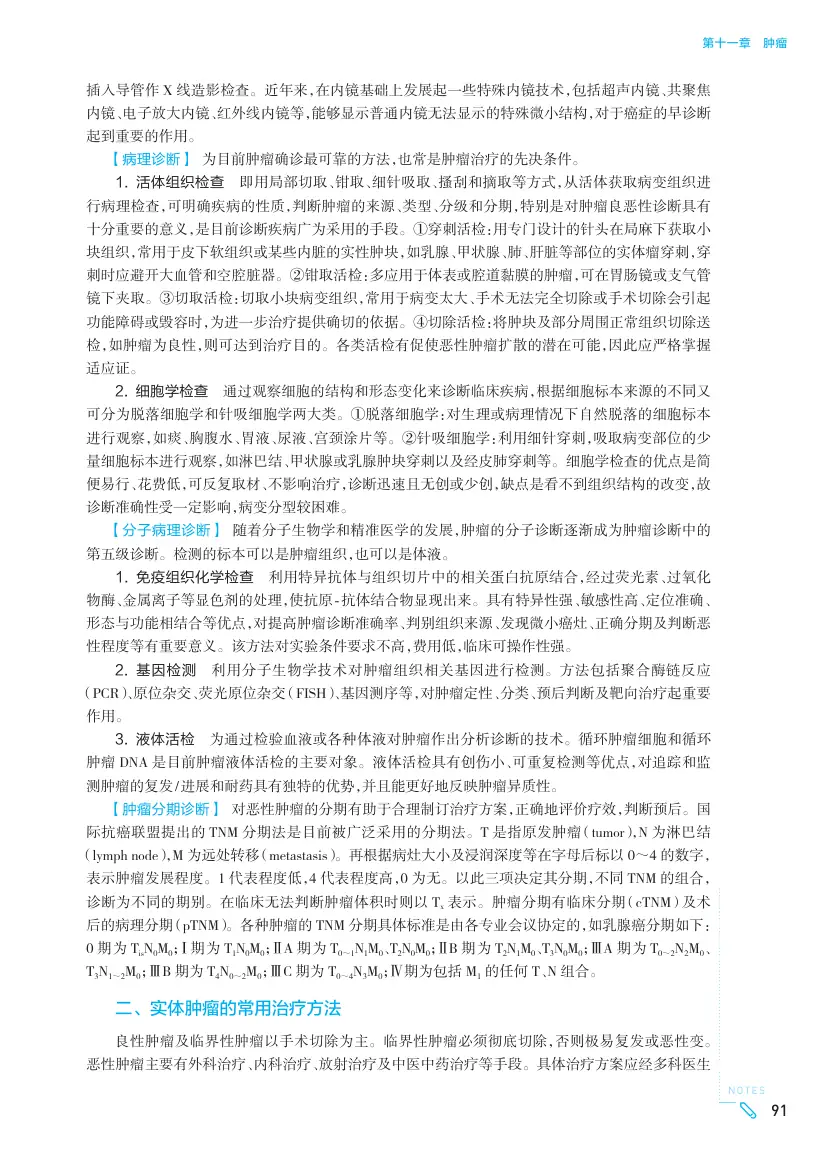 第十一章 肿瘤
插入导管作 X 线造影检查。近年来,在内镜基础上发展起一些特殊内镜技术,包括超声内镜、共聚焦
内镜、电子放大内镜、红外线内镜等,能够显示普通内镜无法显示的特殊微小结构,对于癌症的早诊断
起到重要的作用。
【病理诊断】 为目前肿瘤确诊最可靠的方法,也常是肿瘤治疗的先决条件。
1. 活体组织检查 即用局部切取、钳取、细针吸取、搔刮和摘取等方式,从活体获取病变组织进
行病理检查,可明确疾病的性质,判断肿瘤的来源、类型、分级和分期,特别是对肿瘤良恶性诊断具有
十分重要的意义,是目前诊断疾病广为采用的手段。①穿刺活检:用专门设计的针头在局麻下获取小
块组织,常用于皮下软组织或某些内脏的实性肿块,如乳腺、甲状腺、肺、肝脏等部位的实体瘤穿刺,穿
刺时应避开大血管和空腔脏器。②钳取活检:多应用于体表或腔道黏膜的肿瘤,可在胃肠镜或支气管
镜下夹取。③切取活检:切取小块病变组织,常用于病变太大、手术无法完全切除或手术切除会引起
功能障碍或毁容时,为进一步治疗提供确切的依据。④切除活检:将肿块及部分周围正常组织切除送
检,如肿瘤为良性,则可达到治疗目的。各类活检有促使恶性肿瘤扩散的潜在可能,因此应严格掌握
适应证。
2. 细胞学检查 通过观察细胞的结构和形态变化来诊断临床疾病,根据细胞标本来源的不同又
可分为脱落细胞学和针吸细胞学两大类。①脱落细胞学:对生理或病理情况下自然脱落的细胞标本
进行观察,如痰、胸腹水、胃液、尿液、宫颈涂片等。②针吸细胞学:利用细针穿刺,吸取病变部位的少
量细胞标本进行观察,如淋巴结、甲状腺或乳腺肿块穿刺以及经皮肺穿刺等。细胞学检查的优点是简
便易行、花费低,可反复取材、不影响治疗,诊断迅速且无创或少创,缺点是看不到组织结构的改变,故
诊断准确性受一定影响,病变分型较困难。
【分子病理诊断】 随着分子生物学和精准医学的发展,肿瘤的分子诊断逐渐成为肿瘤诊断中的
第五级诊断。检测的标本可以是肿瘤组织,也可以是体液。
1. 免疫组织化学检查 利用特异抗体与组织切片中的相关蛋白抗原结合,经过荧光素、过氧化
物酶、金属离子等显色剂的处理,使抗原-抗体结合物显现出来。具有特异性强、敏感性高、定位准确、
形态与功能相结合等优点,对提高肿瘤诊断准确率、判别组织来源、发现微小癌灶、正确分期及判断恶
性程度等有重要意义。该方法对实验条件要求不高,费用低,临床可操作性强。
2. 基因检测 利用分子生物学技术对肿瘤组织相关基因进行检测。方法包括聚合酶链反应
(PCR)、原位杂交、荧光原位杂交(FISH)、基因测序等,对肿瘤定性、分类、预后判断及靶向治疗起重要
作用。
3. 液体活检 为通过检验血液或各种体液对肿瘤作出分析诊断的技术。循环肿瘤细胞和循环
肿瘤 DNA 是目前肿瘤液体活检的主要对象。液体活检具有创伤小、可重复检测等优点,对追踪和监
测肿瘤的复发/进展和耐药具有独特的优势,并且能更好地反映肿瘤异质性。
【肿瘤分期诊断】 对恶性肿瘤的分期有助于合理制订治疗方案,正确地评价疗效,判断预后。国
际抗癌联盟提出的 TNM 分期法是目前被广泛采用的分期法。T 是指原发肿瘤(tumor),N 为淋巴结
(lymph node),M 为远处转移(metastasis)。再根据病灶大小及浸润深度等在字母后标以 0~4 的数字,
表示肿瘤发展程度。1 代表程度低,4 代表程度高,0 为无。以此三项决定其分期,不同 TNM 的组合,
诊断为不同的期别。在临床无法判断肿瘤体积时则以 Tx 表示。肿瘤分期有临床分期(cTNM)及术
后的病理分期(pTNM)。各种肿瘤的 TNM 分期具体标准是由各专业会议协定的,如乳腺癌分期如下:
0 期为 TisN0M0;Ⅰ期为 T1N0M0;ⅡA 期为 T0~1N1M0、T2N0M0;ⅡB 期为 T2N1M0、T3N0M0;ⅢA 期为 T0~2N2M0、
T3N1~2M0;ⅢB 期为 T4N0~2M0;ⅢC 期为 T0~4N3M0;Ⅳ期为包括 M1 的任何 T、N 组合。
二、实体肿瘤的常用治疗方法
良性肿瘤及临界性肿瘤以手术切除为主。临界性肿瘤必须彻底切除,否则极易复发或恶性变。
恶性肿瘤主要有外科治疗、内科治疗、放射治疗及中医中药治疗等手段。具体治疗方案应经多科医生
NOTES
91